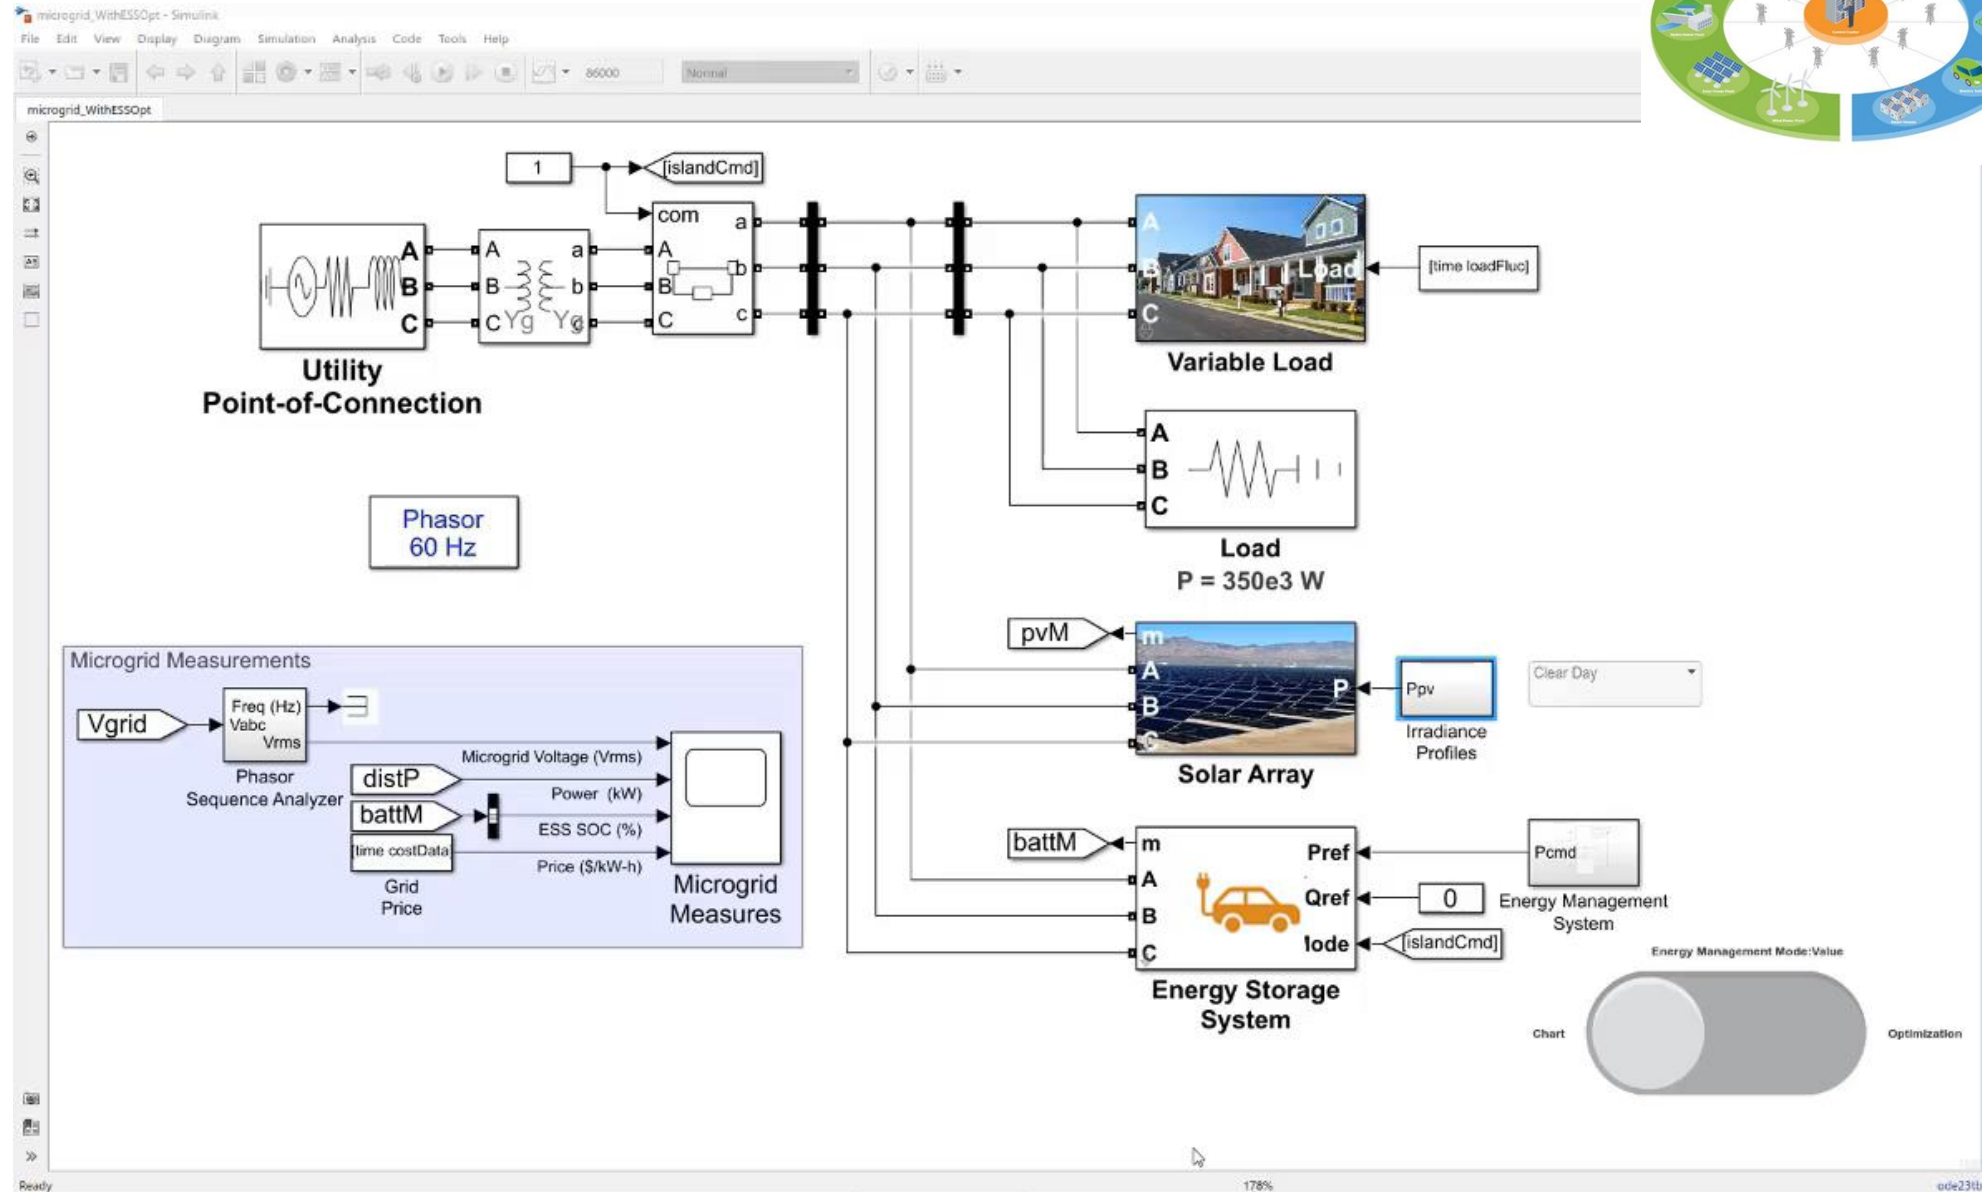 microgrid_WithESSOpt - Simulink
File Edit View Display Diagram Simulation Analysis Code Tools Help
86000 Normal
microgrid_WithESSOpt
1
[islandCmd]
com
A B C
A B C
a b c
Yg Yg
A B C
a b c
Utility
Point-of-Connection
A
B
C
Load
[time loadFluc]
Variable Load
A
B
C
Load
P = 350e3 W
Phasor
60 Hz
pvM
m
A
B
C
P
Ppv
Clear Day
Irradiance
Profiles
Solar Array
Microgrid Measurements
Vgrid
Freq (Hz)
Vabc
Vrms
Phasor
Sequence Analyzer
Microgrid Voltage (Vrms)
distP
Power (kW)
battM
ESS SOC (%)
[time costData]
Price ($/kW-h)
Grid
Price
Microgrid
Measures
battM
m
A
B
C
Pref
Qref
lode
Pcmd
0
[islandCmd]
Energy Management
System
Energy Storage
System
Energy Management Mode:Value
Chart
Optimization
Ready
178%